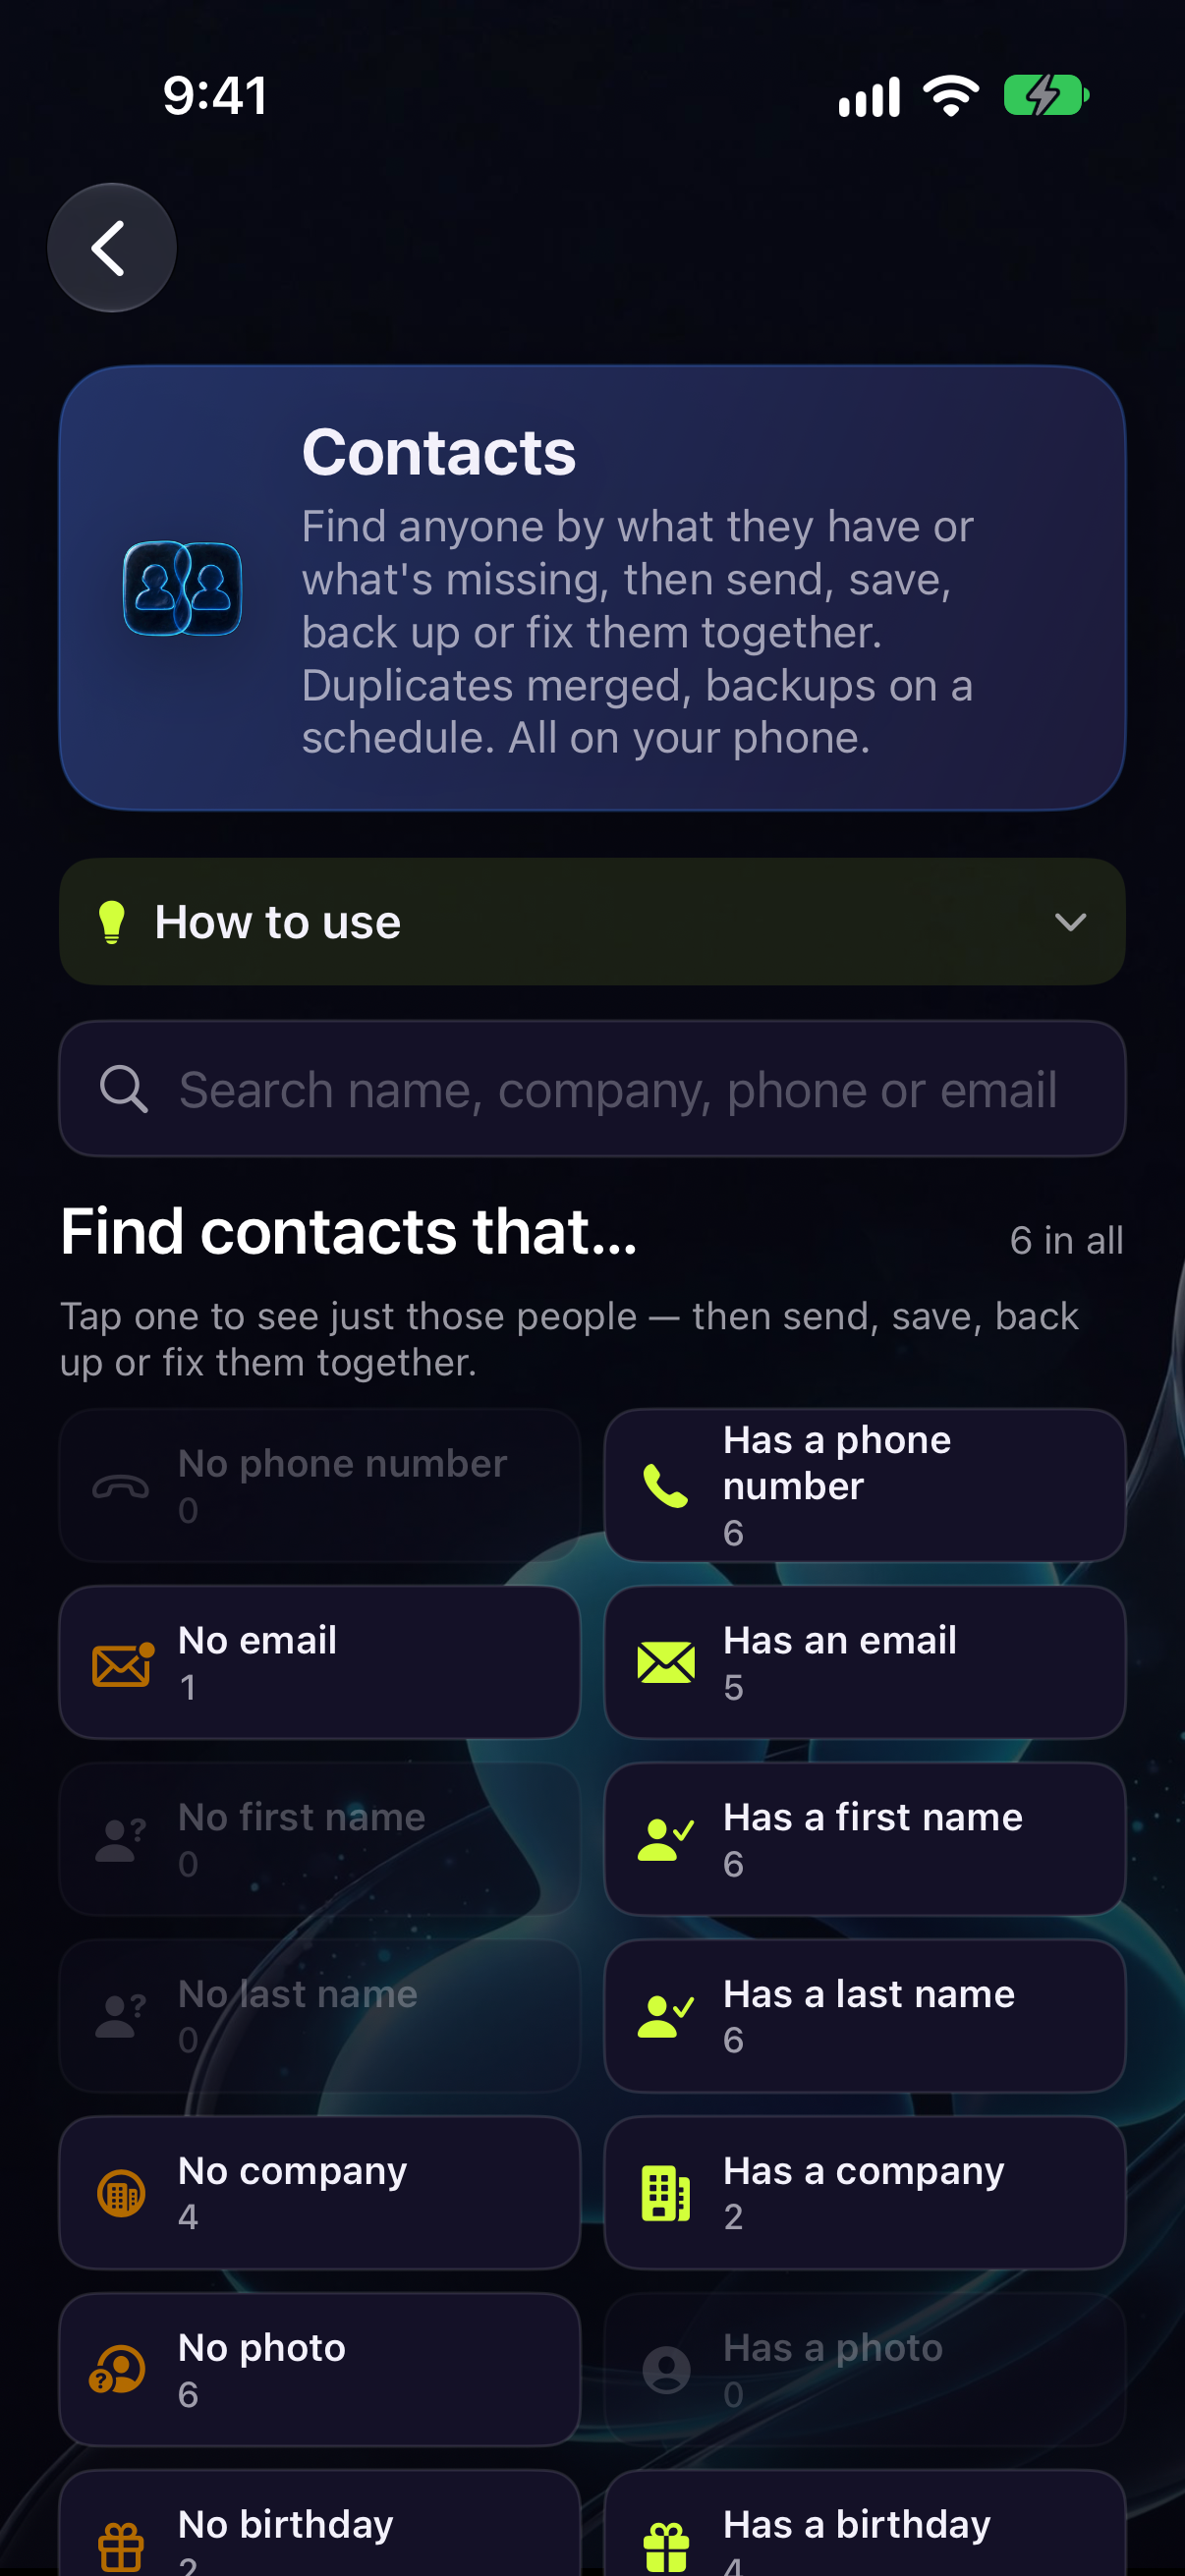 9:41
Contacts
Find anyone by what they have or
what's missing, then send, save,
back up or fix them together.
Duplicates merged, backups on a
schedule. All on your phone.
How to use
Search name, company, phone or email
Find contacts that...
6 in all
Tap one to see just those people — then send, save, back
up or fix them together.
No phone number
0
Has a phone
number
6
No email
1
Has an email
5
No first name
0
Has a first name
6
No last name
0
Has a last name
6
No company
4
Has a company
2
No photo
6
Has a photo
0
No birthday
2
Has a birthday
4